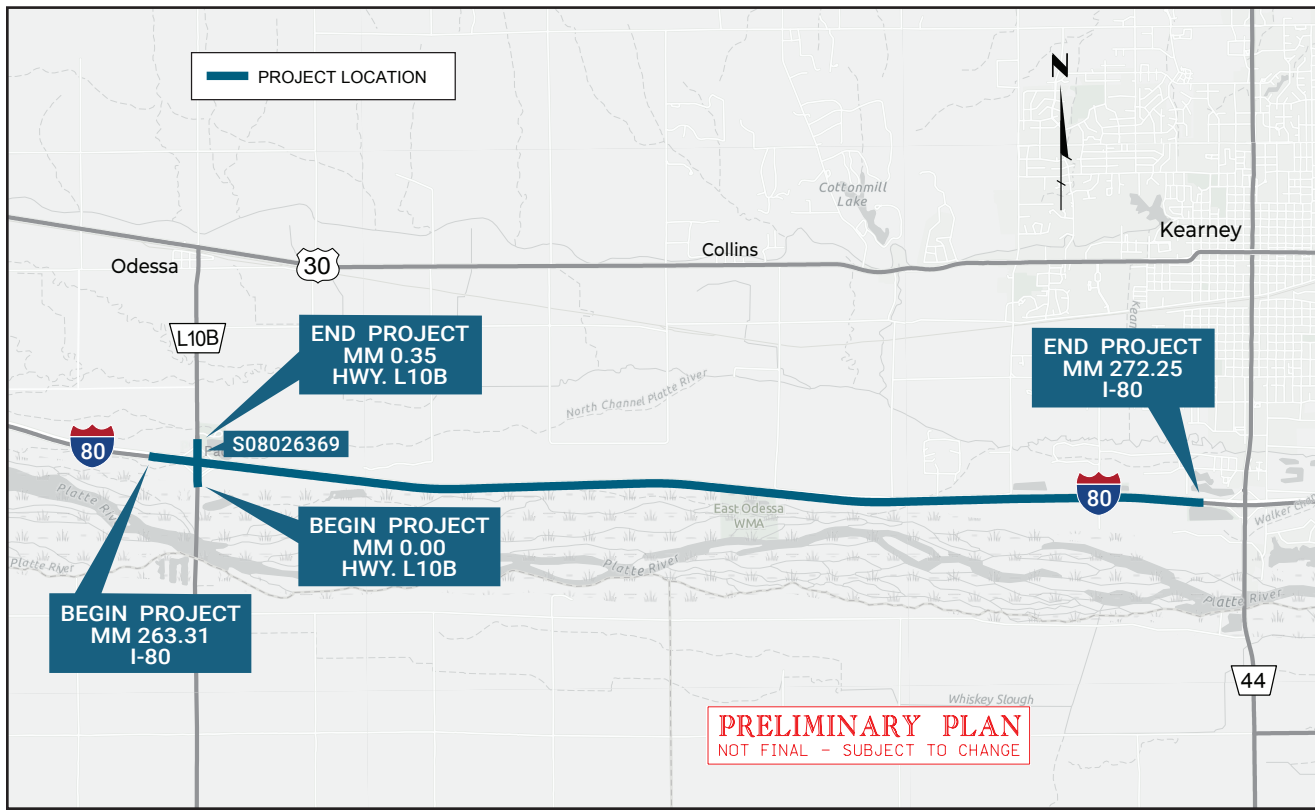 PROJECT LOCATION
N
Cottonmill
Lake
Kearney
Collins
Odessa
30
L10B
END PROJECT
MM 0.35
HWY. L10B
END PROJECT
MM 272.25
I-80
North Channel Platte River
S08026369
80
80
East Odessa
WMA
BEGIN PROJECT
MM 0.00
HWY. L10B
Platte River
Platte River
Platte River
Platte River
BEGIN PROJECT
MM 263.31
I-80
44
Whiskey Slough
PRELIMINARY PLAN
NOT FINAL - SUBJECT TO CHANGE